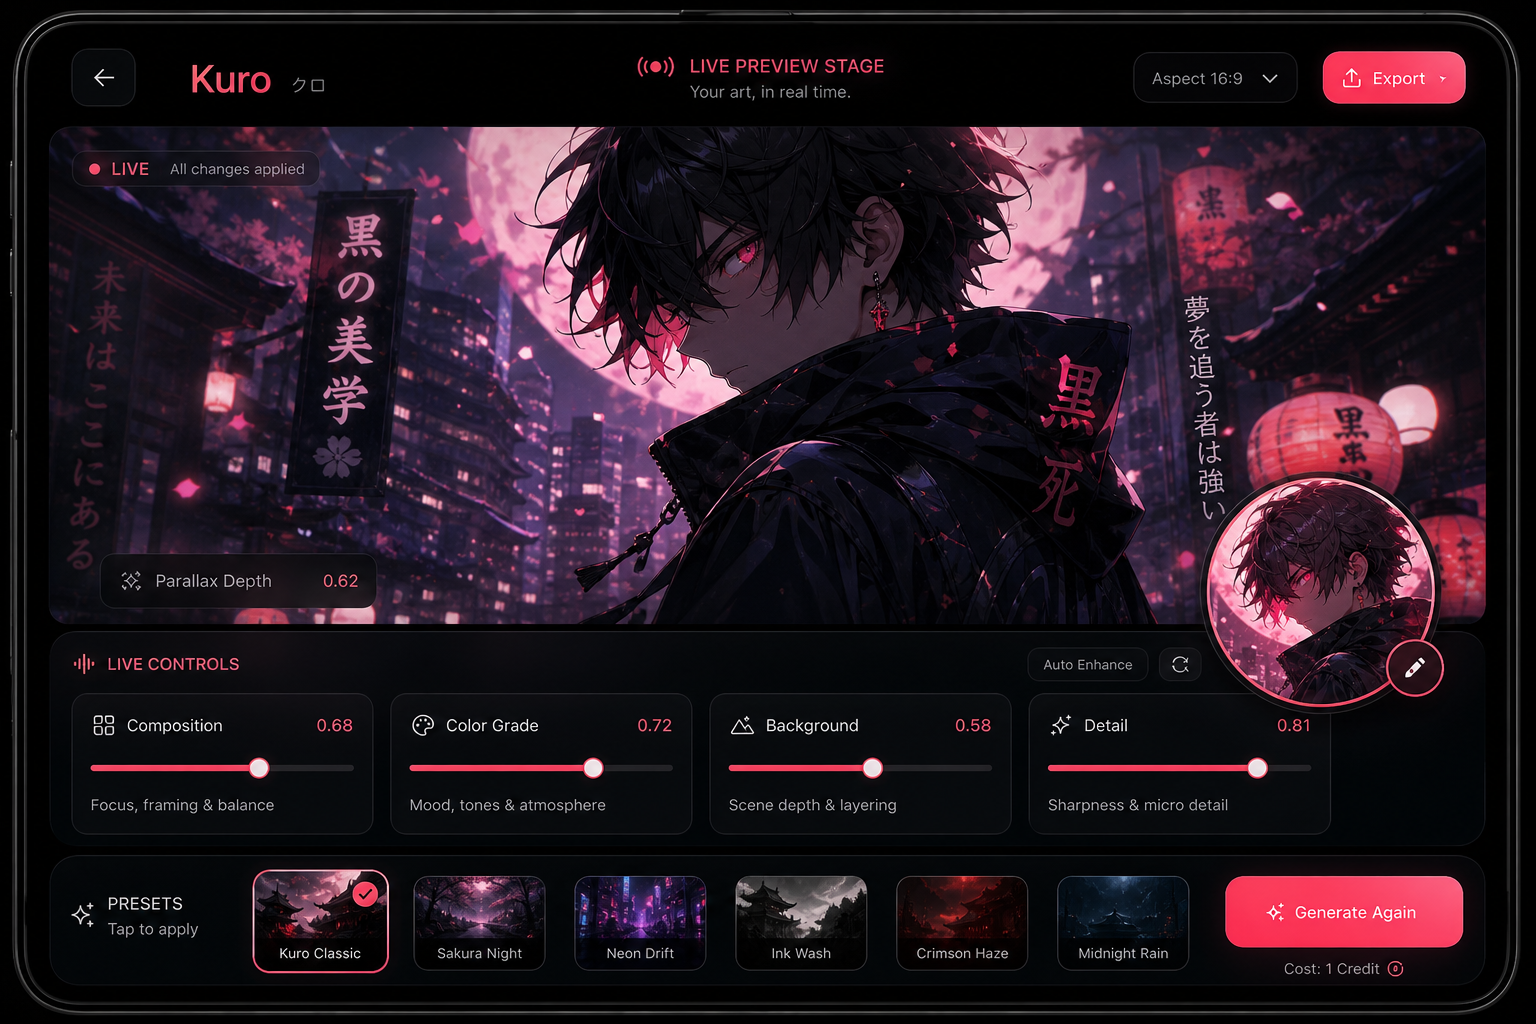 Kuro クロ
LIVE PREVIEW STAGE
Your art, in real time.
Aspect 16:9
Export
LIVE All changes applied
未来はここにある
黒の美学
黒死
夢を追う者は強い
黒
黒
Parallax Depth 0.62
LIVE CONTROLS
Auto Enhance
Composition 0.68
Focus, framing & balance
Color Grade 0.72
Mood, tones & atmosphere
Background 0.58
Scene depth & layering
Detail 0.81
Sharpness & micro detail
PRESETS
Tap to apply
Kuro Classic
Sakura Night
Neon Drift
Ink Wash
Crimson Haze
Midnight Rain
Generate Again
Cost: 1 Credit